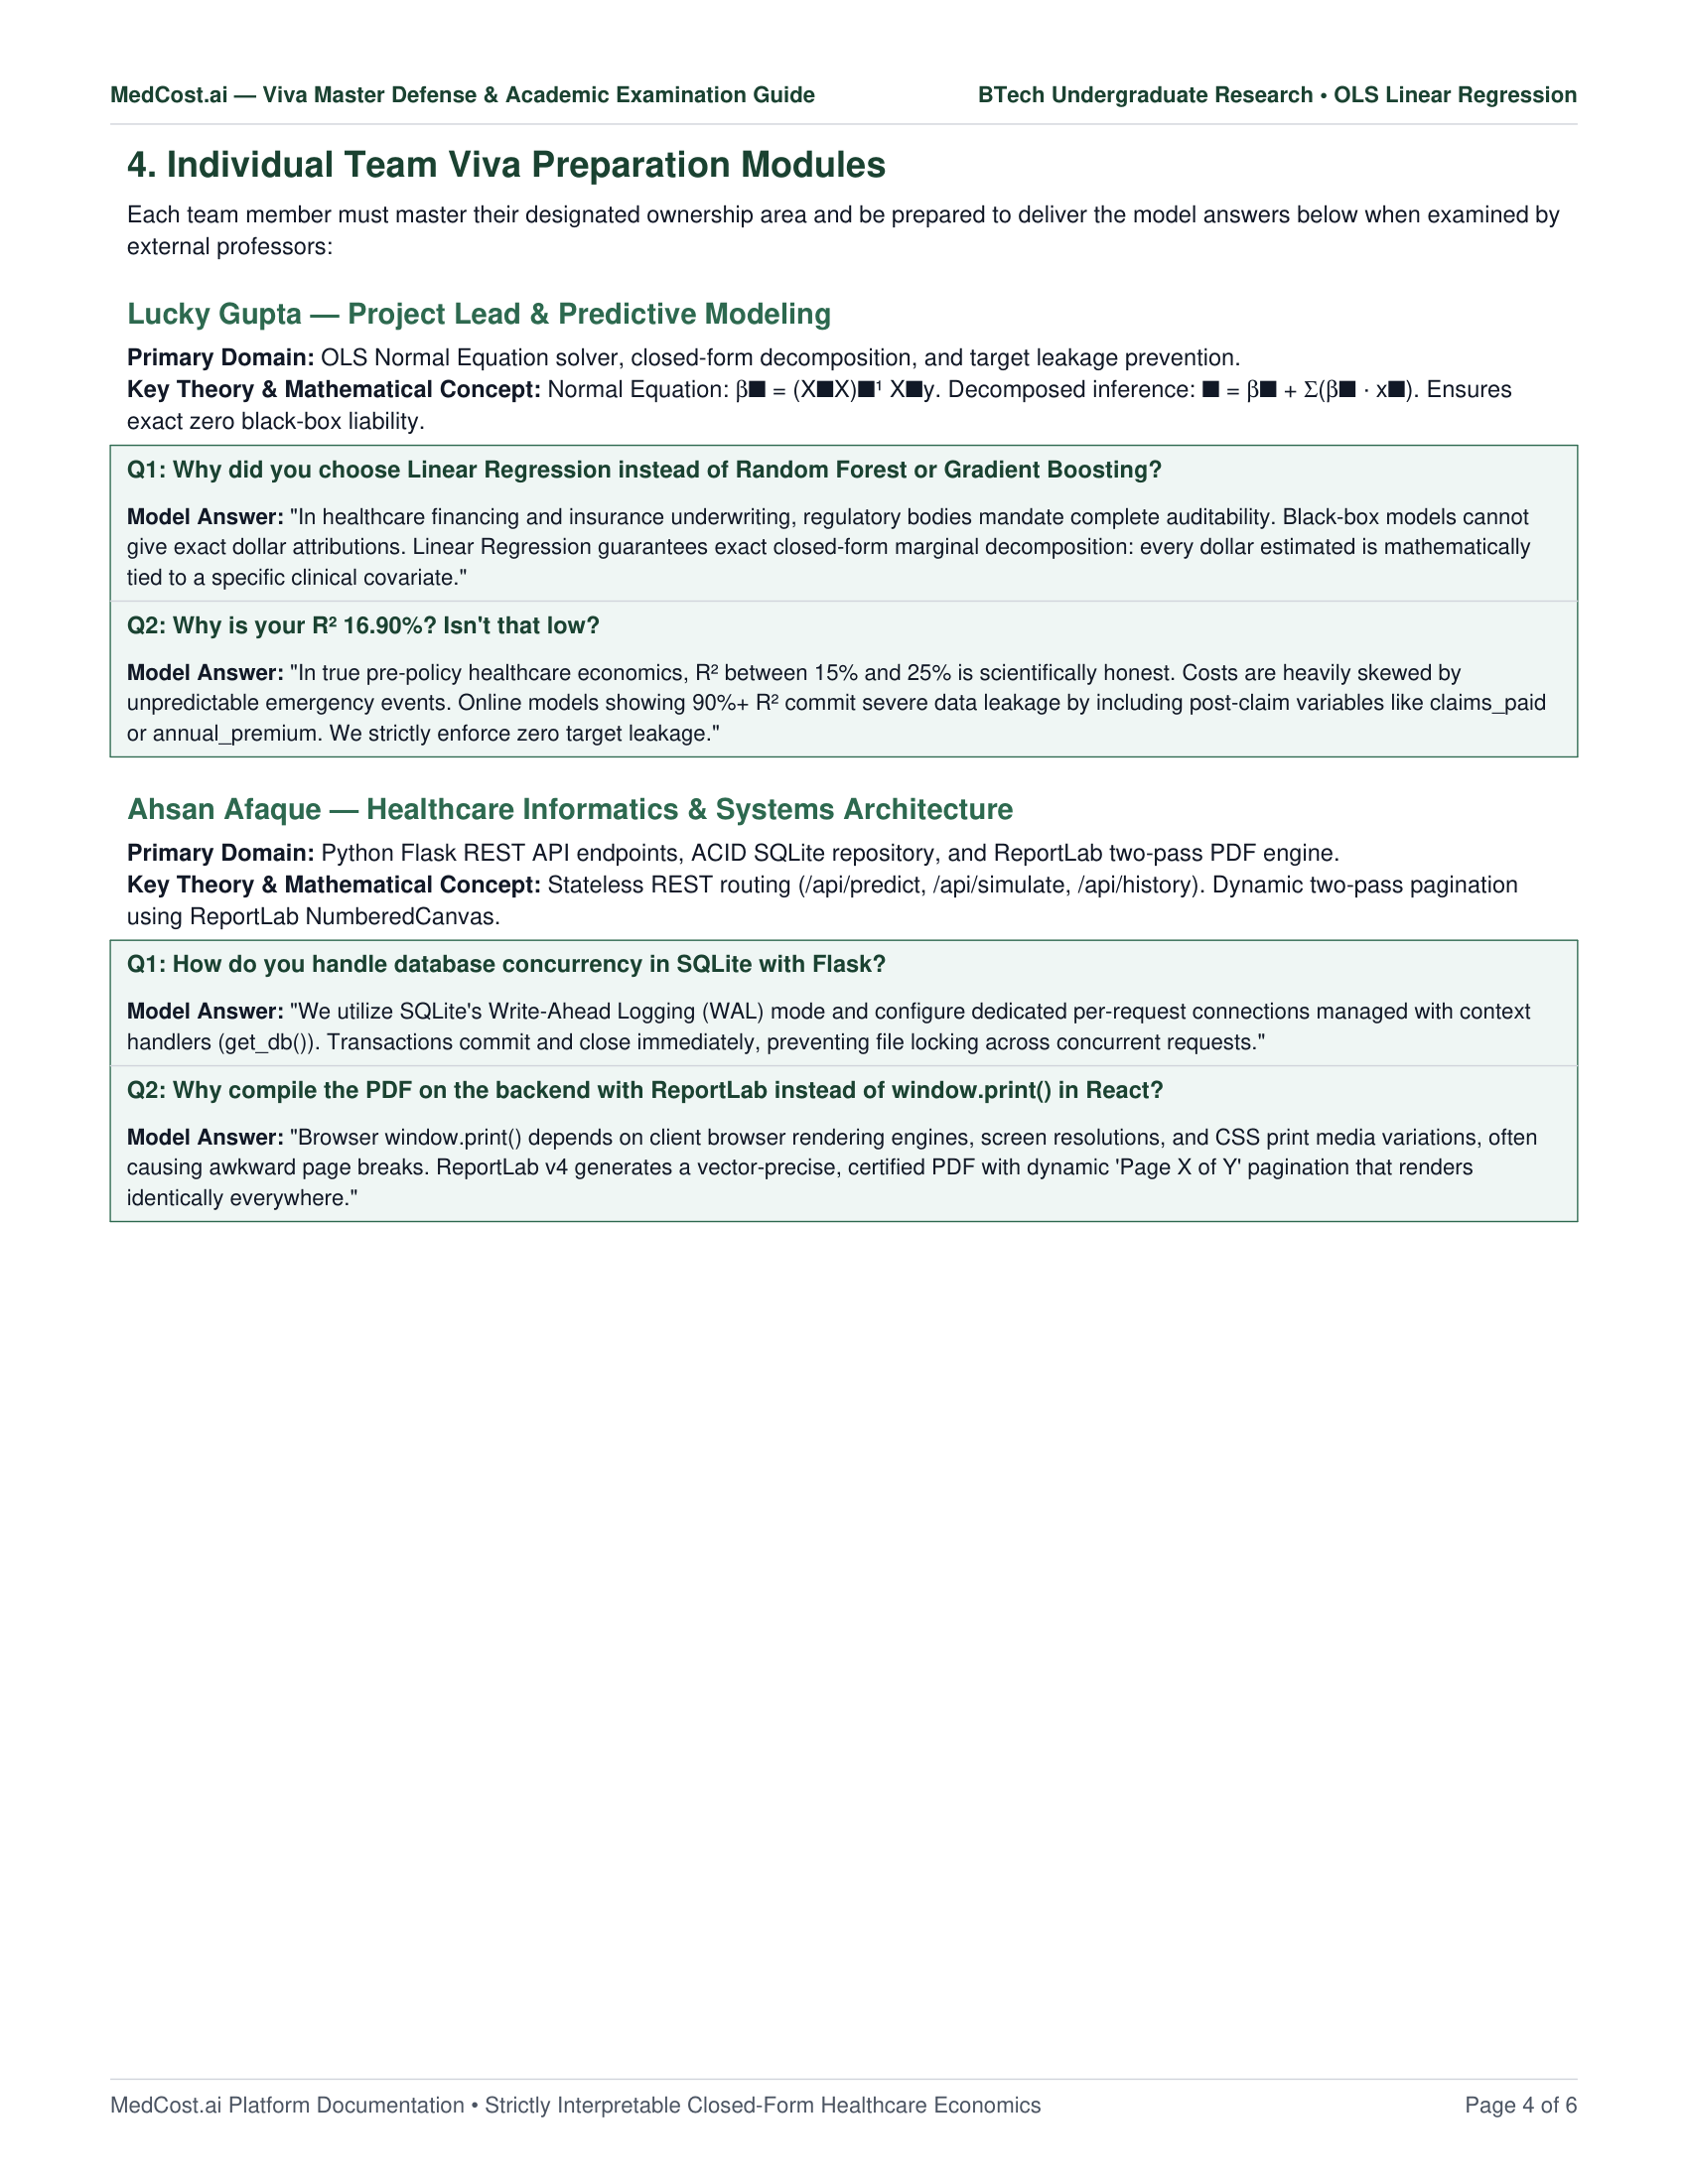 MedCost.ai — Viva Master Defense & Academic Examination Guide
BTech Undergraduate Research • OLS Linear Regression
4. Individual Team Viva Preparation Modules
Each team member must master their designated ownership area and be prepared to deliver the model answers below when examined by
external professors:
Lucky Gupta — Project Lead & Predictive Modeling
Primary Domain: OLS Normal Equation solver, closed-form decomposition, and target leakage prevention.
Key Theory & Mathematical Concept: Normal Equation: β■ = (X■X)■¹ X■y. Decomposed inference: ■ = β■ + Σ(β■ · x■). Ensures
exact zero black-box liability.
Q1: Why did you choose Linear Regression instead of Random Forest or Gradient Boosting?
Model Answer: "In healthcare financing and insurance underwriting, regulatory bodies mandate complete auditability. Black-box models cannot
give exact dollar attributions. Linear Regression guarantees exact closed-form marginal decomposition: every dollar estimated is mathematically
tied to a specific clinical covariate."
Q2: Why is your R² 16.90%? Isn't that low?
Model Answer: "In true pre-policy healthcare economics, R² between 15% and 25% is scientifically honest. Costs are heavily skewed by
unpredictable emergency events. Online models showing 90%+ R² commit severe data leakage by including post-claim variables like claims_paid
or annual_premium. We strictly enforce zero target leakage."
Ahsan Afaque — Healthcare Informatics & Systems Architecture
Primary Domain: Python Flask REST API endpoints, ACID SQLite repository, and ReportLab two-pass PDF engine.
Key Theory & Mathematical Concept: Stateless REST routing (/api/predict, /api/simulate, /api/history). Dynamic two-pass pagination
using ReportLab NumberedCanvas.
Q1: How do you handle database concurrency in SQLite with Flask?
Model Answer: "We utilize SQLite's Write-Ahead Logging (WAL) mode and configure dedicated per-request connections managed with context
handlers (get_db()). Transactions commit and close immediately, preventing file locking across concurrent requests."
Q2: Why compile the PDF on the backend with ReportLab instead of window.print() in React?
Model Answer: "Browser window.print() depends on client browser rendering engines, screen resolutions, and CSS print media variations, often
causing awkward page breaks. ReportLab v4 generates a vector-precise, certified PDF with dynamic 'Page X of Y' pagination that renders
identically everywhere."
MedCost.ai Platform Documentation • Strictly Interpretable Closed-Form Healthcare Economics
Page 4 of 6